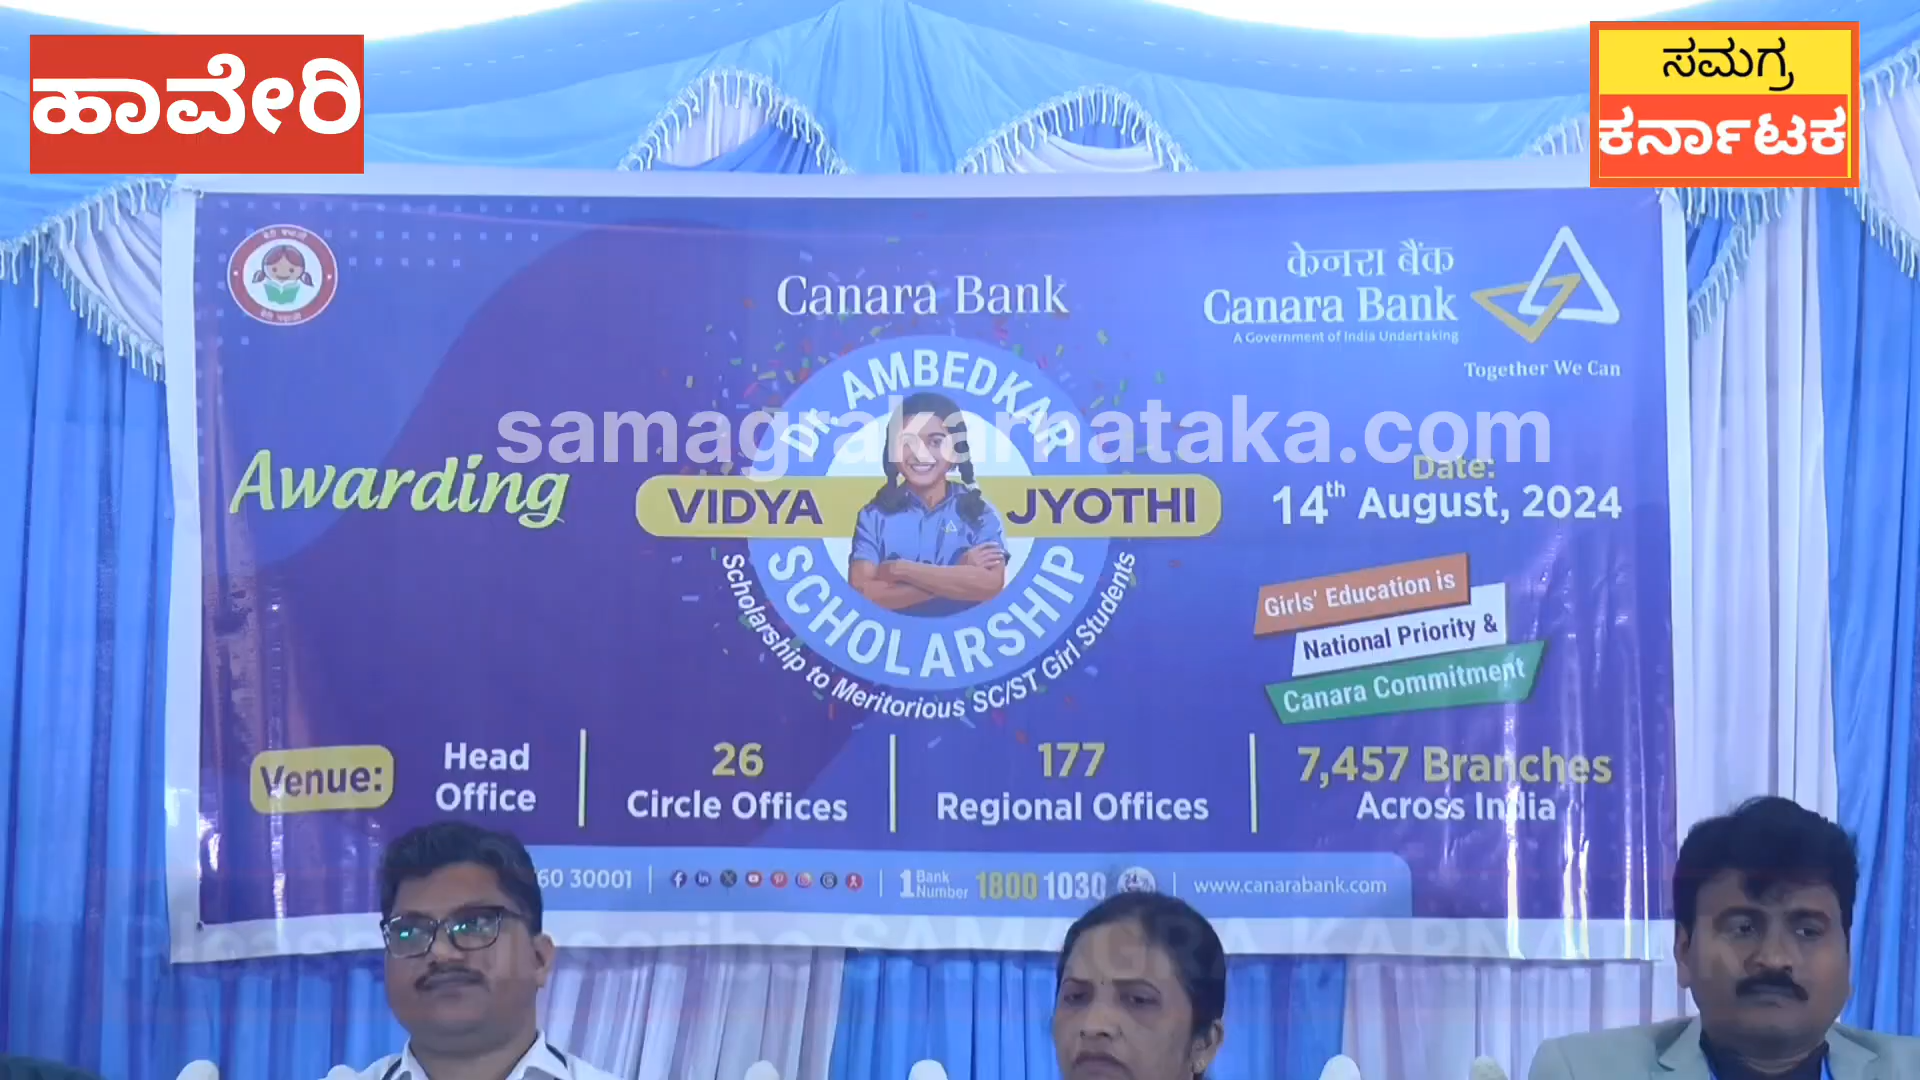 ಹಾವೇರಿ
ಸಮಗ್ರ
ಕರ್ನಾಟಕ
बेटी बचाओ
बेटी पढ़ाओ
Canara Bank
केनरा बैंक
Canara Bank
A Government of India Undertaking
Together We Can
samagrakarnataka.com
Awarding
Dr. AMBEDKAR
VIDYA JYOTHI
SCHOLARSHIP
Scholarship to Meritorious SC/ST Girl Students
Date:
14th August, 2024
Girls' Education is
National Priority &
Canara Commitment
Venue:
Head
Office
26
Circle Offices
177
Regional Offices
7,457 Branches
Across India
60 30001
1 Bank
Number
1800 1030
www.canarabank.com
SAMAGRA